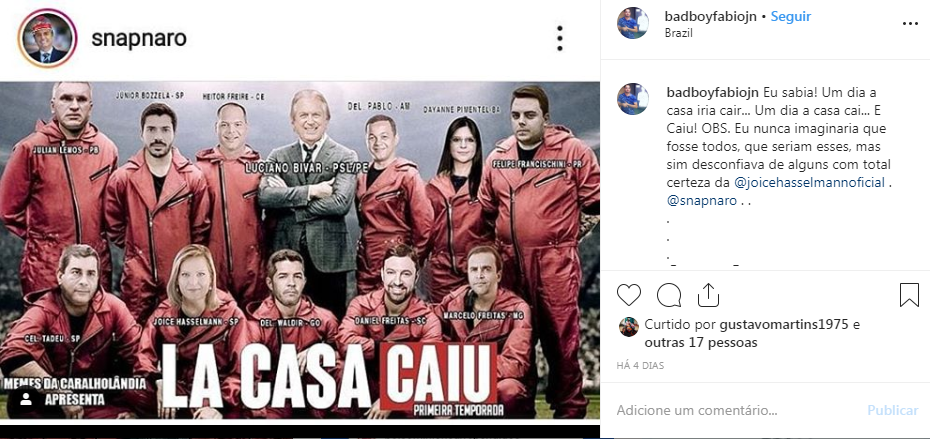 snapnaro
JÚNIOR BOZZELA - SP
HEITOR FREIRE - CE
DEL. PABLO - AM
DAYANNE PIMENTEL-BA
JULIAN LEMOS - PB
LUCIANO BIVAR - PSL/PE
FELIPE FRANCISCHINI - PR
CEL. TADEU - SP
JOICE HASSELMANN - SP
DEL. WALDIR - GO
DANIEL FREITAS - SC
MARCELO FREITAS - MG
LA CASA CAIU
PRIMEIRA TEMPORADA
MEMES DA CARALHOLÂNDIA
APRESENTA
badboyfabiojn • Seguir
Brazil
badboyfabiojn Eu sabia! Um dia a
casa iria cair... Um dia a casa cai... E
Caiu! OBS. Eu nunca imaginaria que
fosse todos, que seriam esses, mas
sim desconfiava de alguns com total
certeza da @joicehasselmannoficial .
@snapnaro . .
.
.
.
Curtido por gustavomartins1975 e
outras 17 pessoas
HÁ 4 DIAS
Adicione um comentário... Publicar